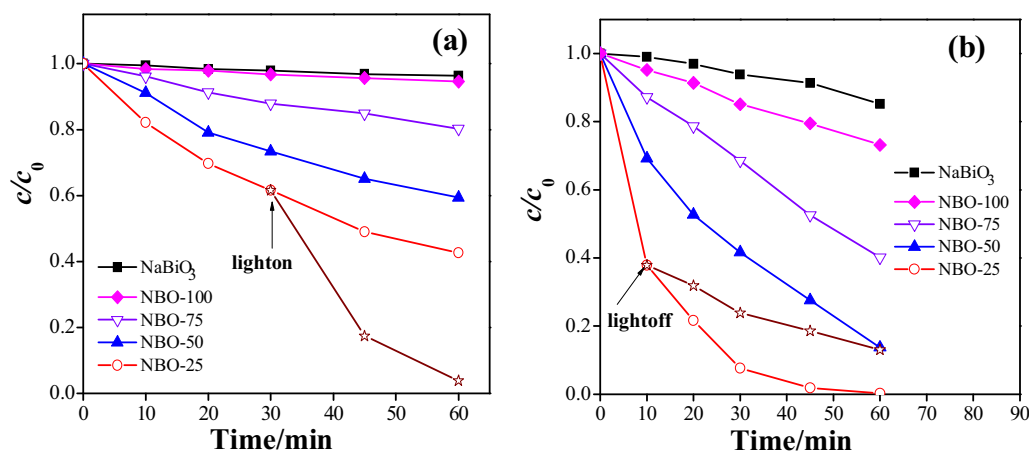 (a)
c/c₀
1.0
0.8
0.6
0.4
0.2
0.0
lighton
NaBiO₃
NBO-100
NBO-75
NBO-50
NBO-25
0 10 20 30 40 50 60
Time/min
(b)
c/c₀
1.0
0.8
0.6
0.4
0.2
0.0
NaBiO₃
NBO-100
NBO-75
NBO-50
NBO-25
lightoff
0 10 20 30 40 50 60 70 80 90
Time/min